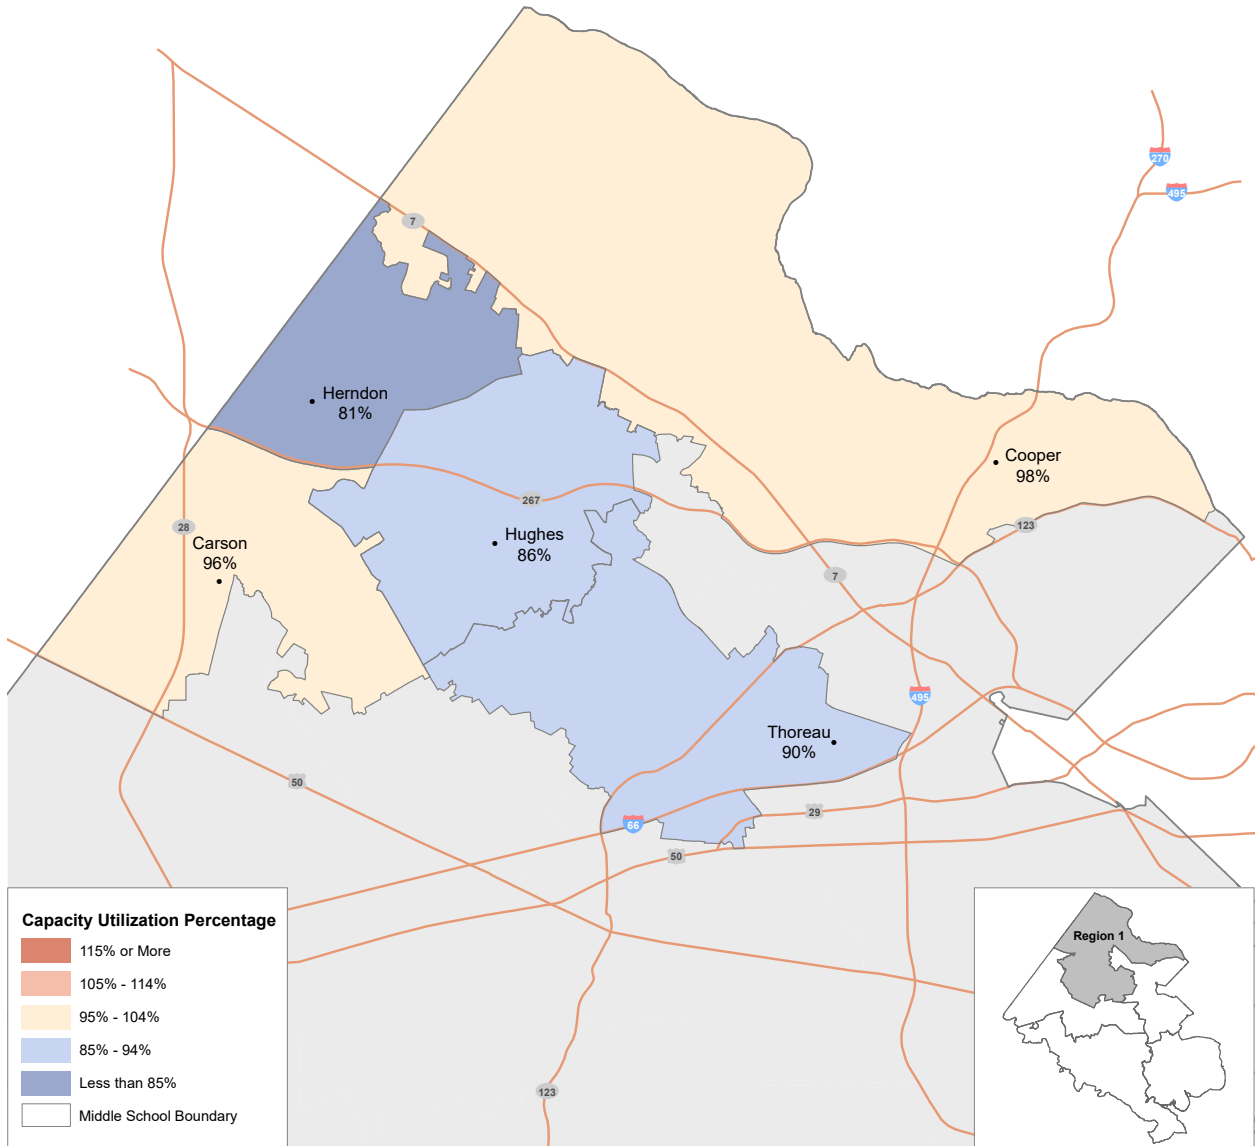 270
495
7
Herndon
81%
Cooper
98%
267
28
123
Hughes
86%
Carson
96%
7
495
Thoreau
90%
50
29
66
50
123
Capacity Utilization Percentage
115% or More
105% - 114%
95% - 104%
85% - 94%
Less than 85%
Middle School Boundary
Region 1